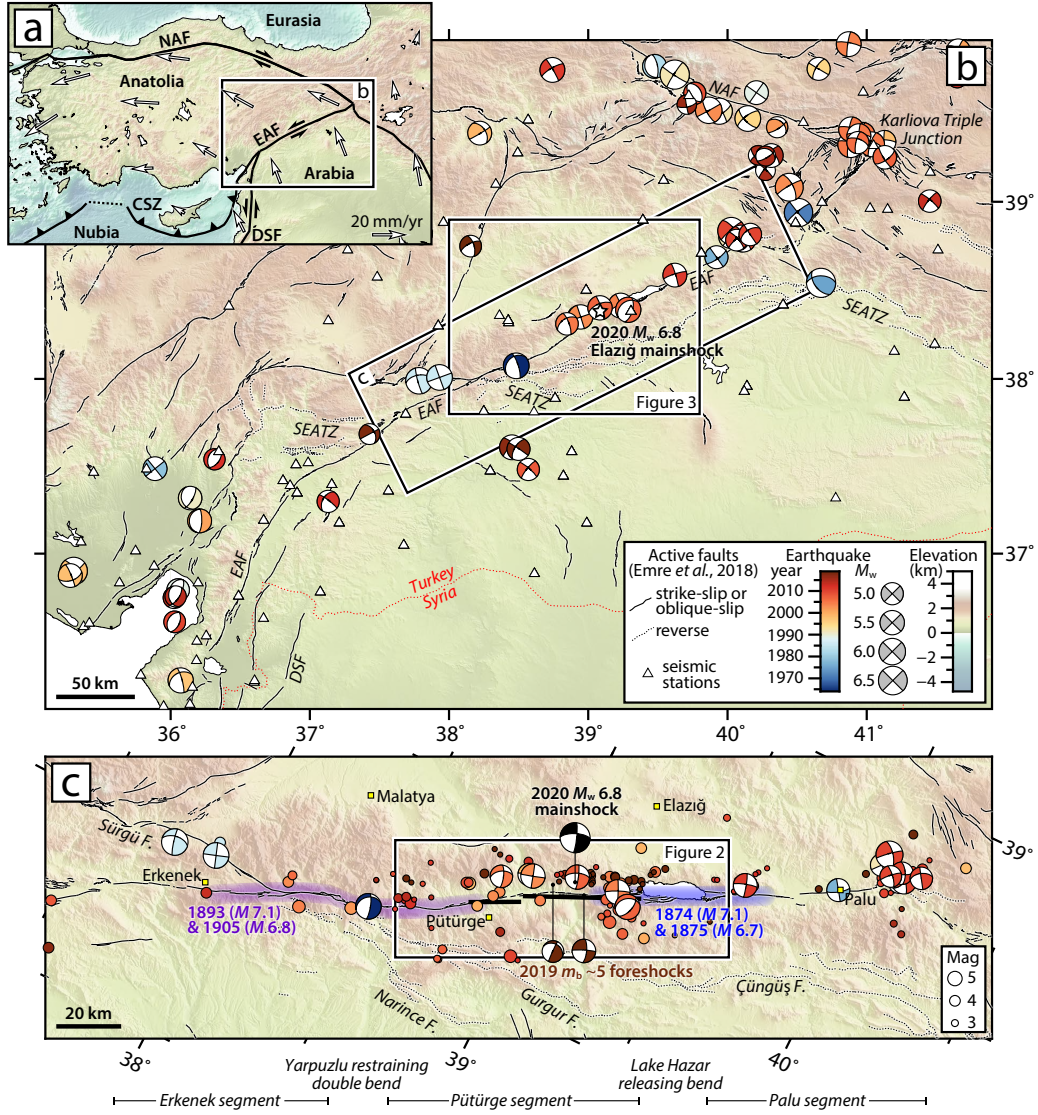 a
Eurasia
NAF
Anatolia
b
EAF
Arabia
CSZ
Nubia
DSF
20 mm/yr
b
NAF
Karliova Triple
Junction
39°
EAF
SEATZ
2020 Mw 6.8
Elazığ mainshock
C
38°
EAF
SEATZ
Figure 3
SEATZ
37°
EAF
Turkey
Syria
DSF
50 km
Active faults
(Emre et al., 2018)
strike-slip or
oblique-slip
reverse
seismic
stations
Earthquake
year
2010
2000
1990
1980
1970
Mw
5.0
5.5
6.0
6.5
Elevation
(km)
4
2
0
−2
−4
36°
37°
38°
39°
40°
41°
c
Malatya
2020 Mw 6.8
mainshock
Elazığ
Sürgü F.
Figure 2
39°
Erkenek
1893 (M 7.1)
& 1905 (M 6.8)
Pütürge
1874 (M 7.1)
& 1875 (M 6.7)
Palu
2019 mb ~5 foreshocks
Narince F.
Gurgur F.
Çüngüş F.
Mag
5
4
3
20 km
38°
39°
40°
Yarpuzlu restraining
double bend
Lake Hazar
releasing bend
Erkenek segment
Pütürge segment
Palu segment